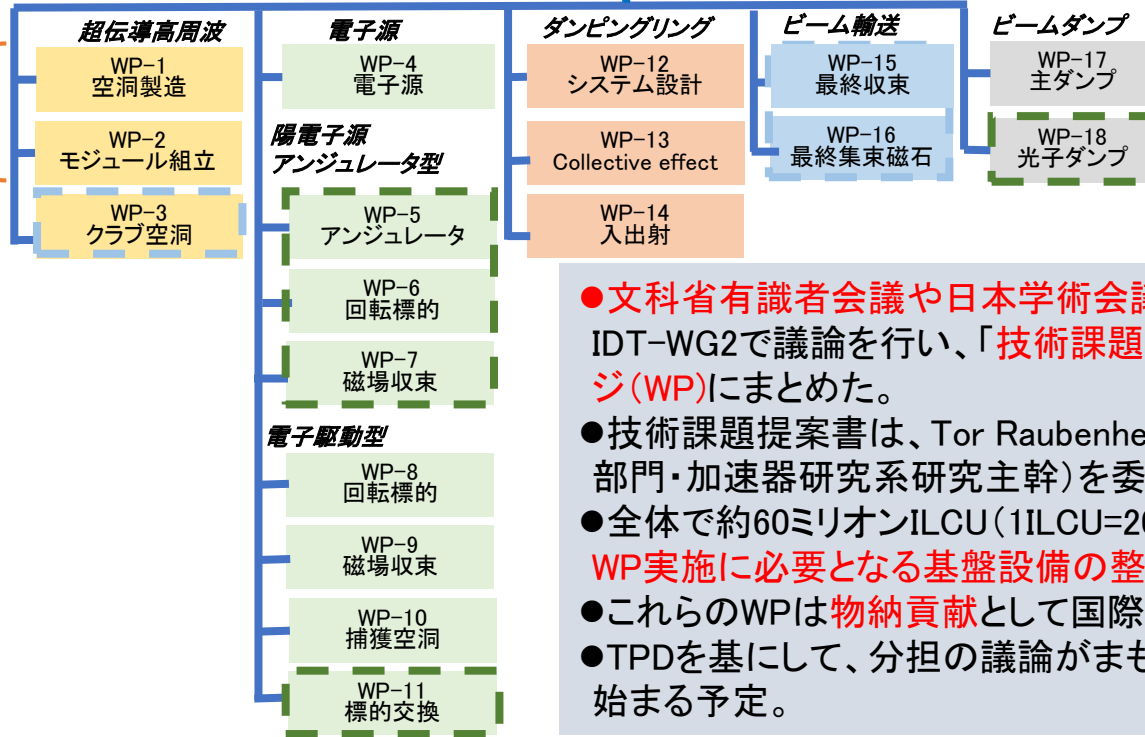 超伝導高周波
WP-1
空洞製造
WP-2
モジュール組立
WP-3
クラブ空洞
電子源
WP-4
電子源
陽電子源
アンジュレータ型
WP-5
アンジュレータ
WP-6
回転標的
WP-7
磁場収束
電子駆動型
WP-8
回転標的
WP-9
磁場収束
WP-10
捕獲空洞
WP-11
標的交換
ダンピングリング
WP-12
システム設計
WP-13
Collective effect
WP-14
入出射
ビーム輸送
WP-15
最終収束
WP-16
最終集束磁石
ビームダンプ
WP-17
主ダンプ
WP-18
光子ダンプ
●文科省有識者会議や日本学術会議
IDT-WG2で議論を行い、「技術課題
ジ(WP)にまとめた。
●技術課題提案書は、Tor Raubenhe
部門・加速器研究系研究主幹)を委
●全体で約60ミリオンILCU(1ILCU=20
WP実施に必要となる基盤設備の整
●これらのWPは物納貢献として国際
●TPDを基にして、分担の議論がまも
始まる予定。